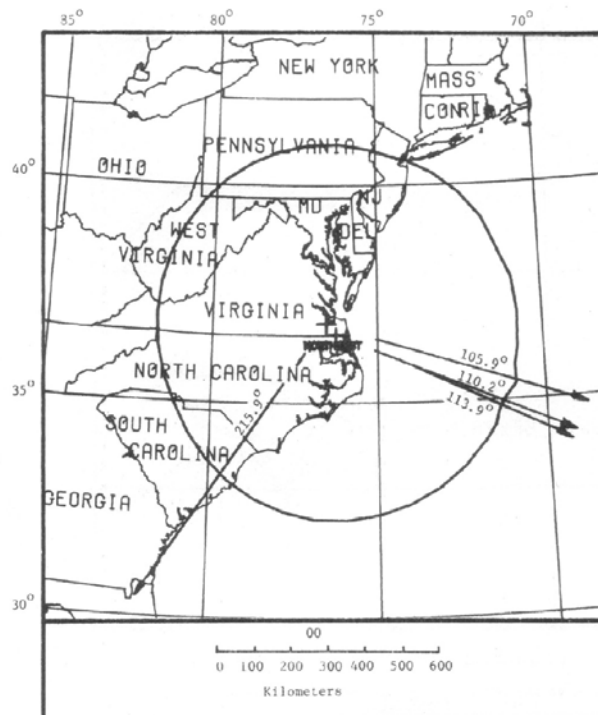 85° 80° 75° 70°
NEW YORK
MASS
CON RI
PENNSYLVANIA
OHIO
40°
NJ
MD
WEST DEL
VIRGINIA
VIRGINIA
105.9°
110.2°
NORTH CAROLINA
113.9°
35°
215.9°
SOUTH
CAROLINA
GEORGIA
30°
00
0 100 200 300 400 500 600
Kilometers